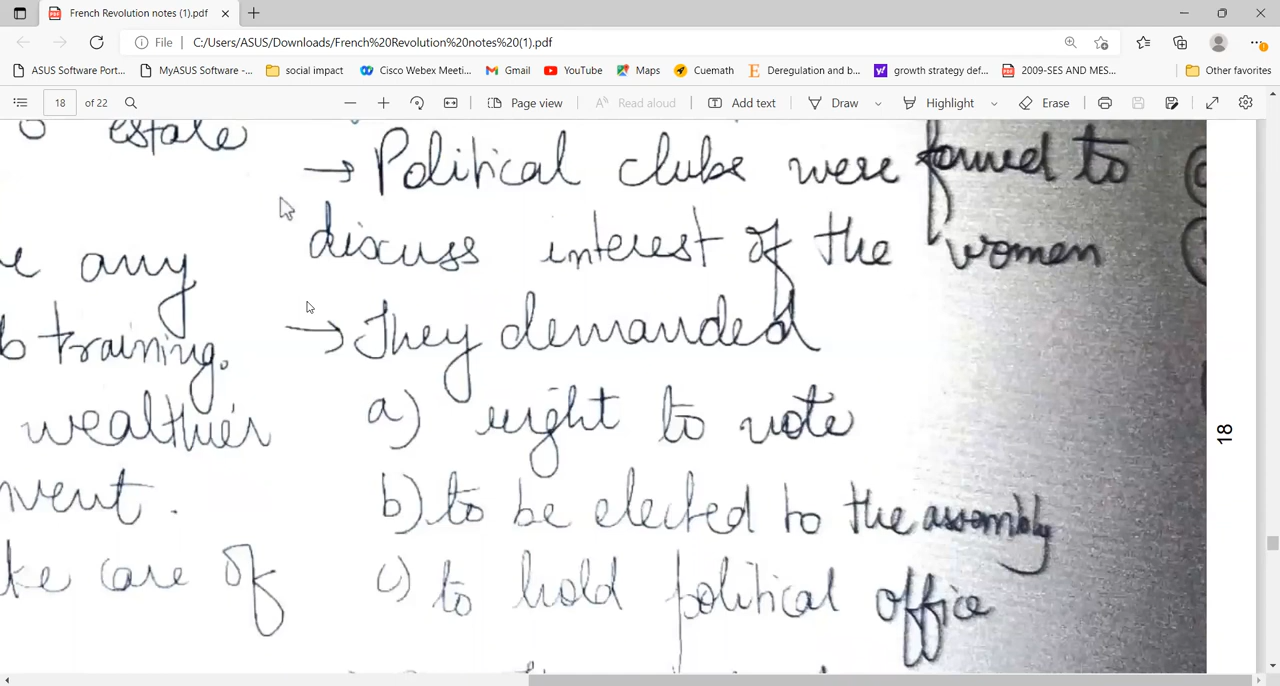 French Revolution notes (1).pdf
File C:/Users/ASUS/Downloads/French%20Revolution%20notes%20(1).pdf
ASUS Software Port... MyASUS Software -... social impact Cisco Webex Meeti... Gmail YouTube Maps Cuemath Deregulation and b... growth strategy def... 2009-SES AND MES... Other favorites
18 of 22 Page view Read aloud Add text Draw Highlight Erase
estate
any
training.
wealthier
care of
→ Political clubs were formed to
discuss interest of the women
→ They demanded
a) right to vote
b) to be elected to the assembly
c) to hold political office
18